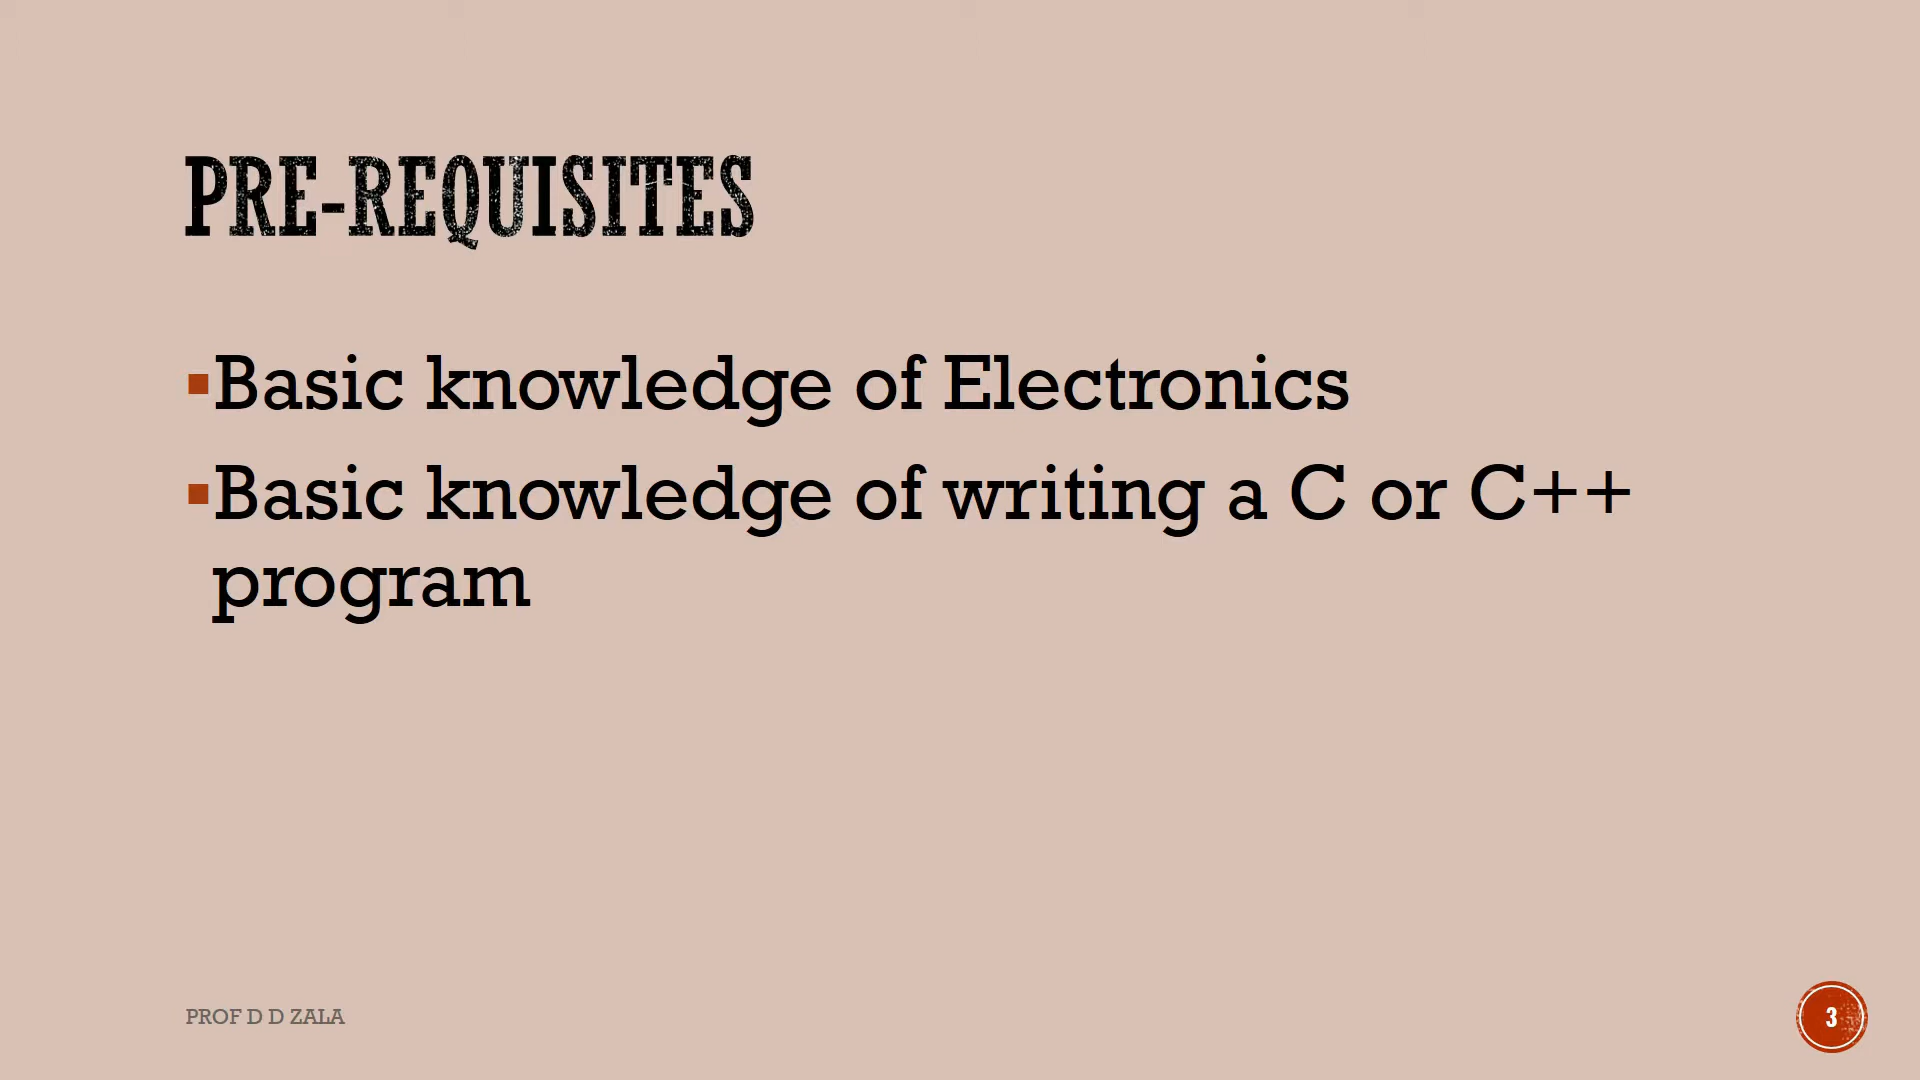 PRE-REQUISITES
▪Basic knowledge of Electronics
▪Basic knowledge of writing a C or C++
program
PROF D D ZALA
3